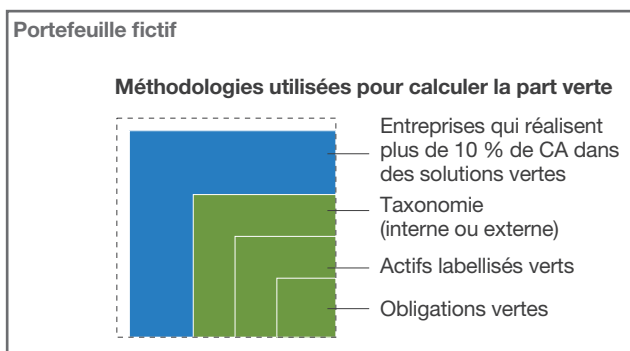 Portefeuille fictif
Méthodologies utilisées pour calculer la part verte
Entreprises qui réalisent
plus de 10 % de CA dans
des solutions vertes
Taxonomie
(interne ou externe)
Actifs labellisés verts
Obligations vertes